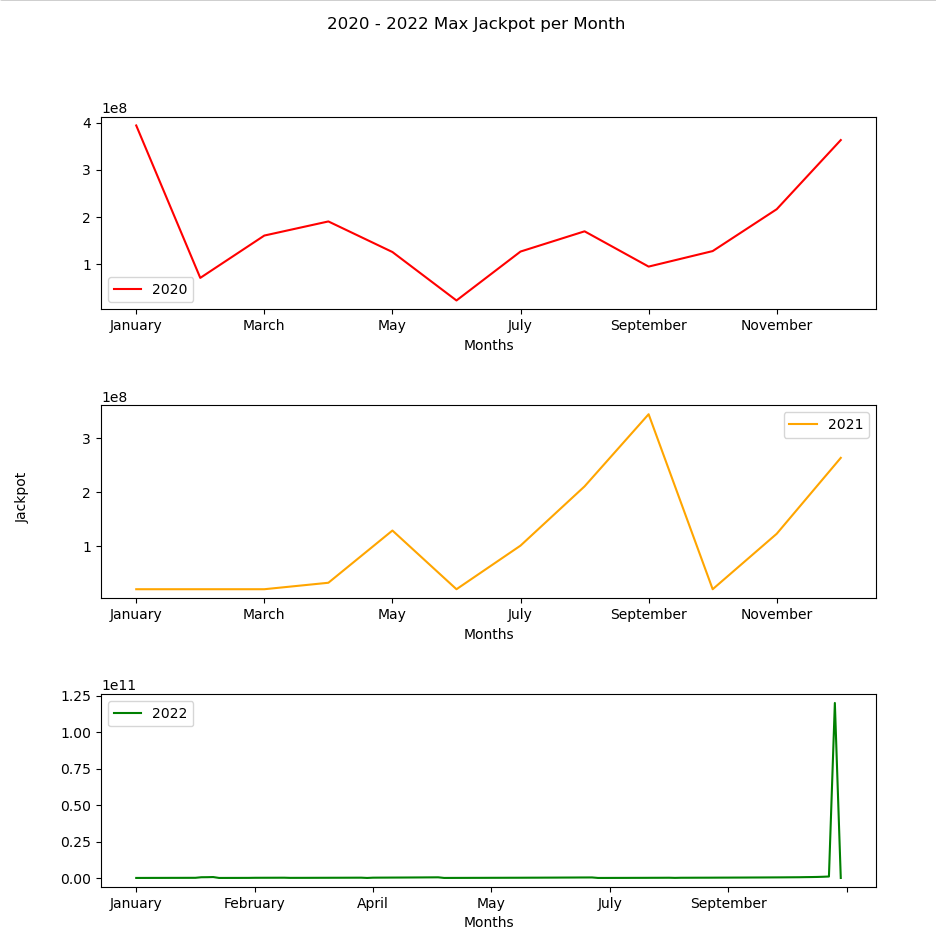 2020 - 2022 Max Jackpot per Month
1e8
4
3
2
1
2020
January March May July September November
Months
1e8
3
2
1
2021
January March May July September November
Months
Jackpot
1e11
1.25
1.00
0.75
0.50
0.25
0.00
2022
January February April May July September
Months